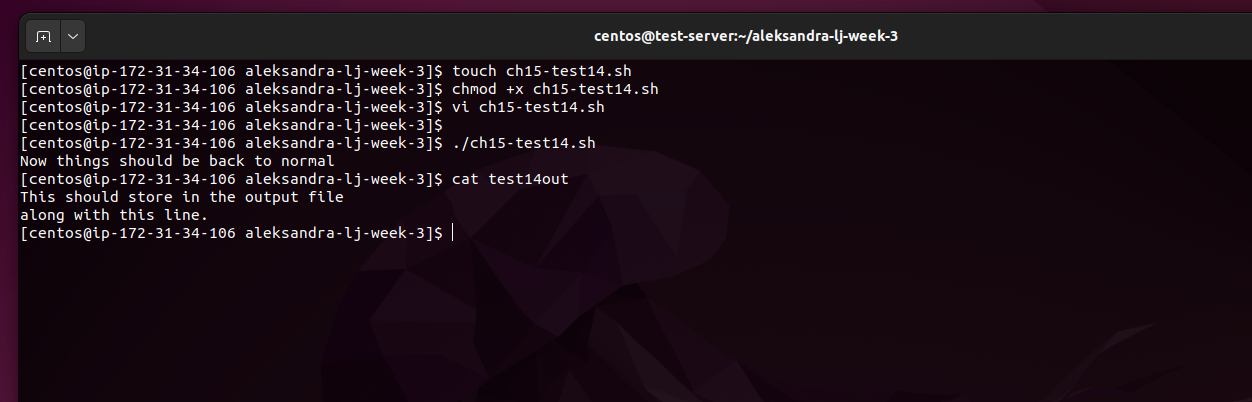 centos@test-server:~/aleksandra-lj-week-3
[centos@ip-172-31-34-106 aleksandra-lj-week-3]$ touch ch15-test14.sh
[centos@ip-172-31-34-106 aleksandra-lj-week-3]$ chmod +x ch15-test14.sh
[centos@ip-172-31-34-106 aleksandra-lj-week-3]$ vi ch15-test14.sh
[centos@ip-172-31-34-106 aleksandra-lj-week-3]$
[centos@ip-172-31-34-106 aleksandra-lj-week-3]$ ./ch15-test14.sh
Now things should be back to normal
[centos@ip-172-31-34-106 aleksandra-lj-week-3]$ cat test14out
This should store in the output file
along with this line.
[centos@ip-172-31-34-106 aleksandra-lj-week-3]$